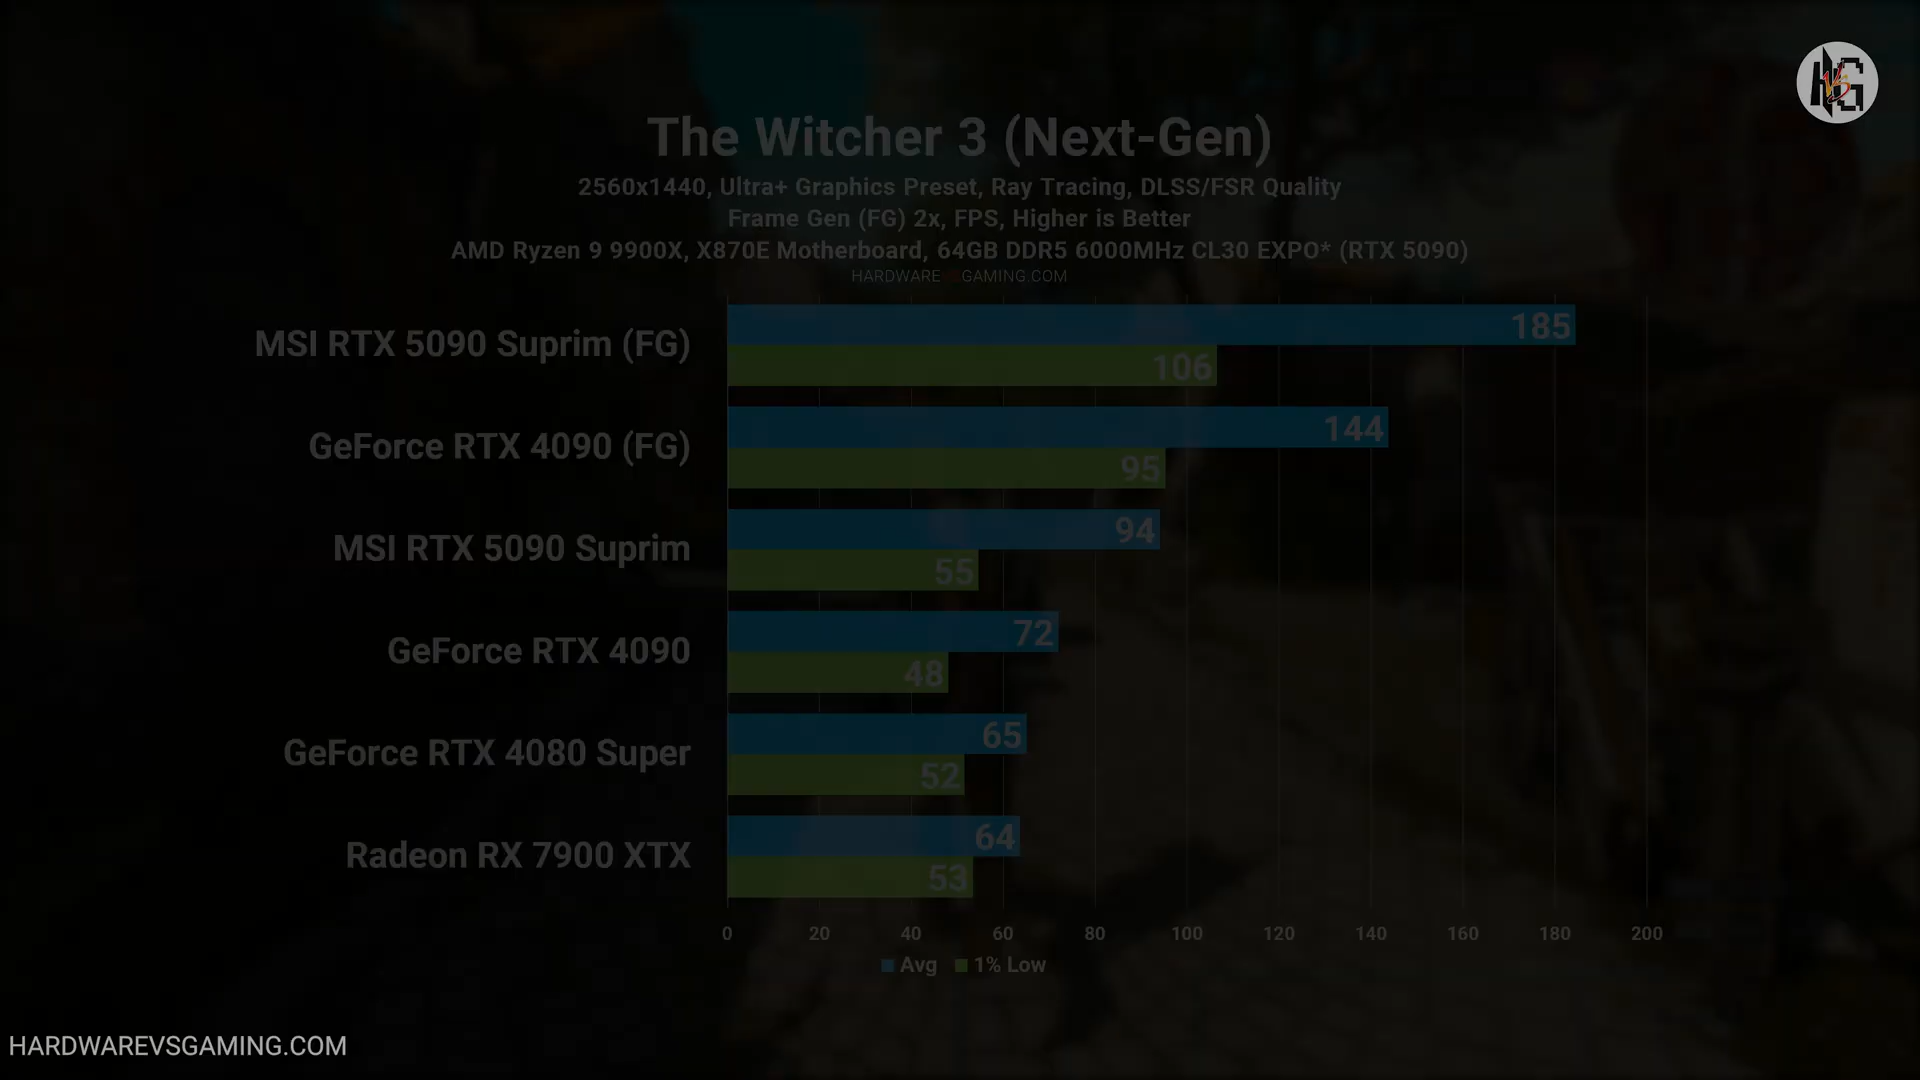 The Witcher 3 (Next-Gen)
2560x1440, Ultra+ Graphics Preset, Ray Tracing, DLSS/FSR Quality
Frame Gen (FG) 2x, FPS, Higher is Better
AMD Ryzen 9 9900X, X870E Motherboard, 64GB DDR5 6000MHz CL30 EXPO* (RTX 5090)
HARDWAREVSGAMING.COM
MSI RTX 5090 Suprim (FG)
185
106
GeForce RTX 4090 (FG)
144
95
MSI RTX 5090 Suprim
94
55
GeForce RTX 4090
72
48
GeForce RTX 4080 Super
65
52
Radeon RX 7900 XTX
64
53
0 20 40 60 80 100 120 140 160 180 200
Avg 1% Low
HARDWAREVSGAMING.COM
HVSG